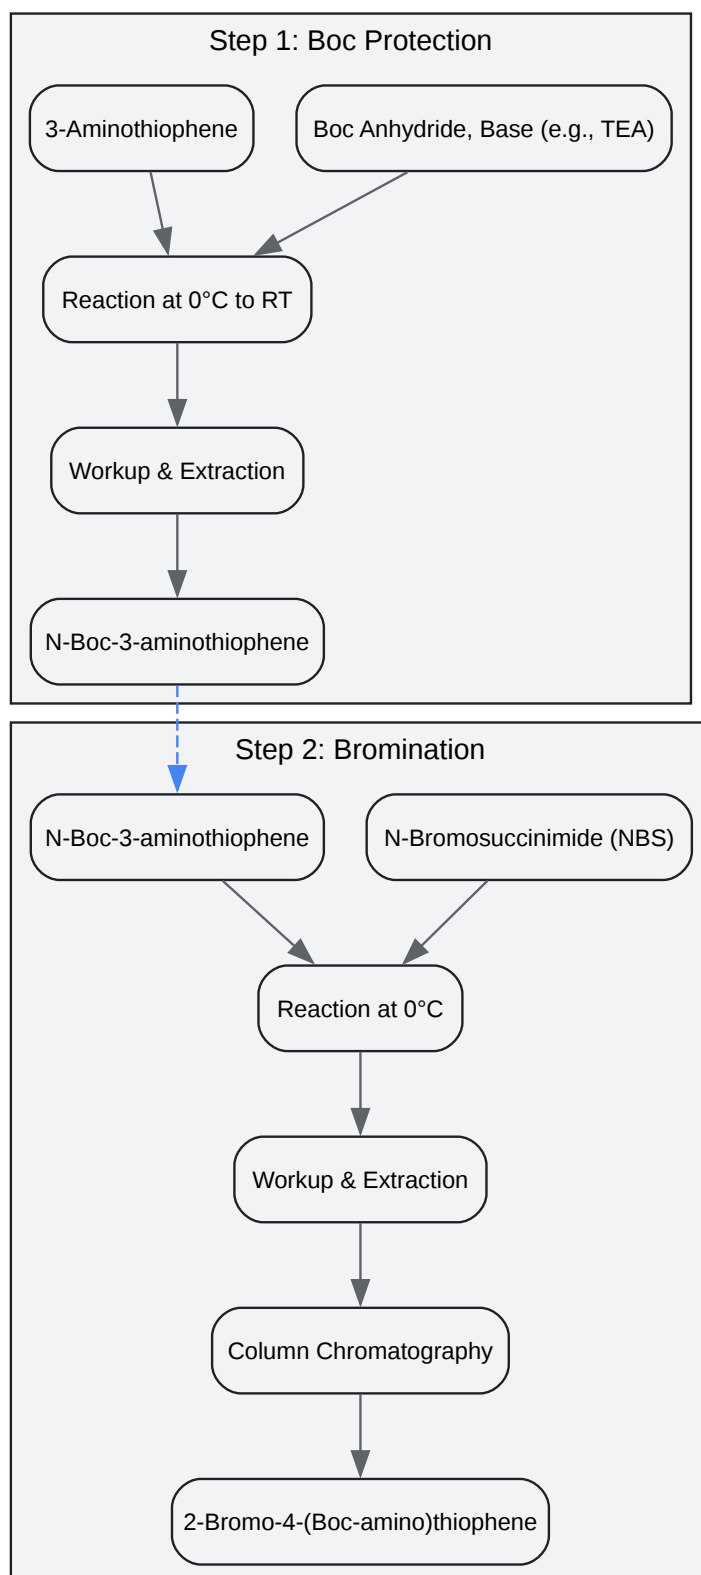 Step 1: Boc Protection
3-Aminothiophene
Boc Anhydride, Base (e.g., TEA)
Reaction at 0°C to RT
Workup & Extraction
N-Boc-3-aminothiophene
Step 2: Bromination
N-Boc-3-aminothiophene
N-Bromosuccinimide (NBS)
Reaction at 0°C
Workup & Extraction
Column Chromatography
2-Bromo-4-(Boc-amino)thiophene